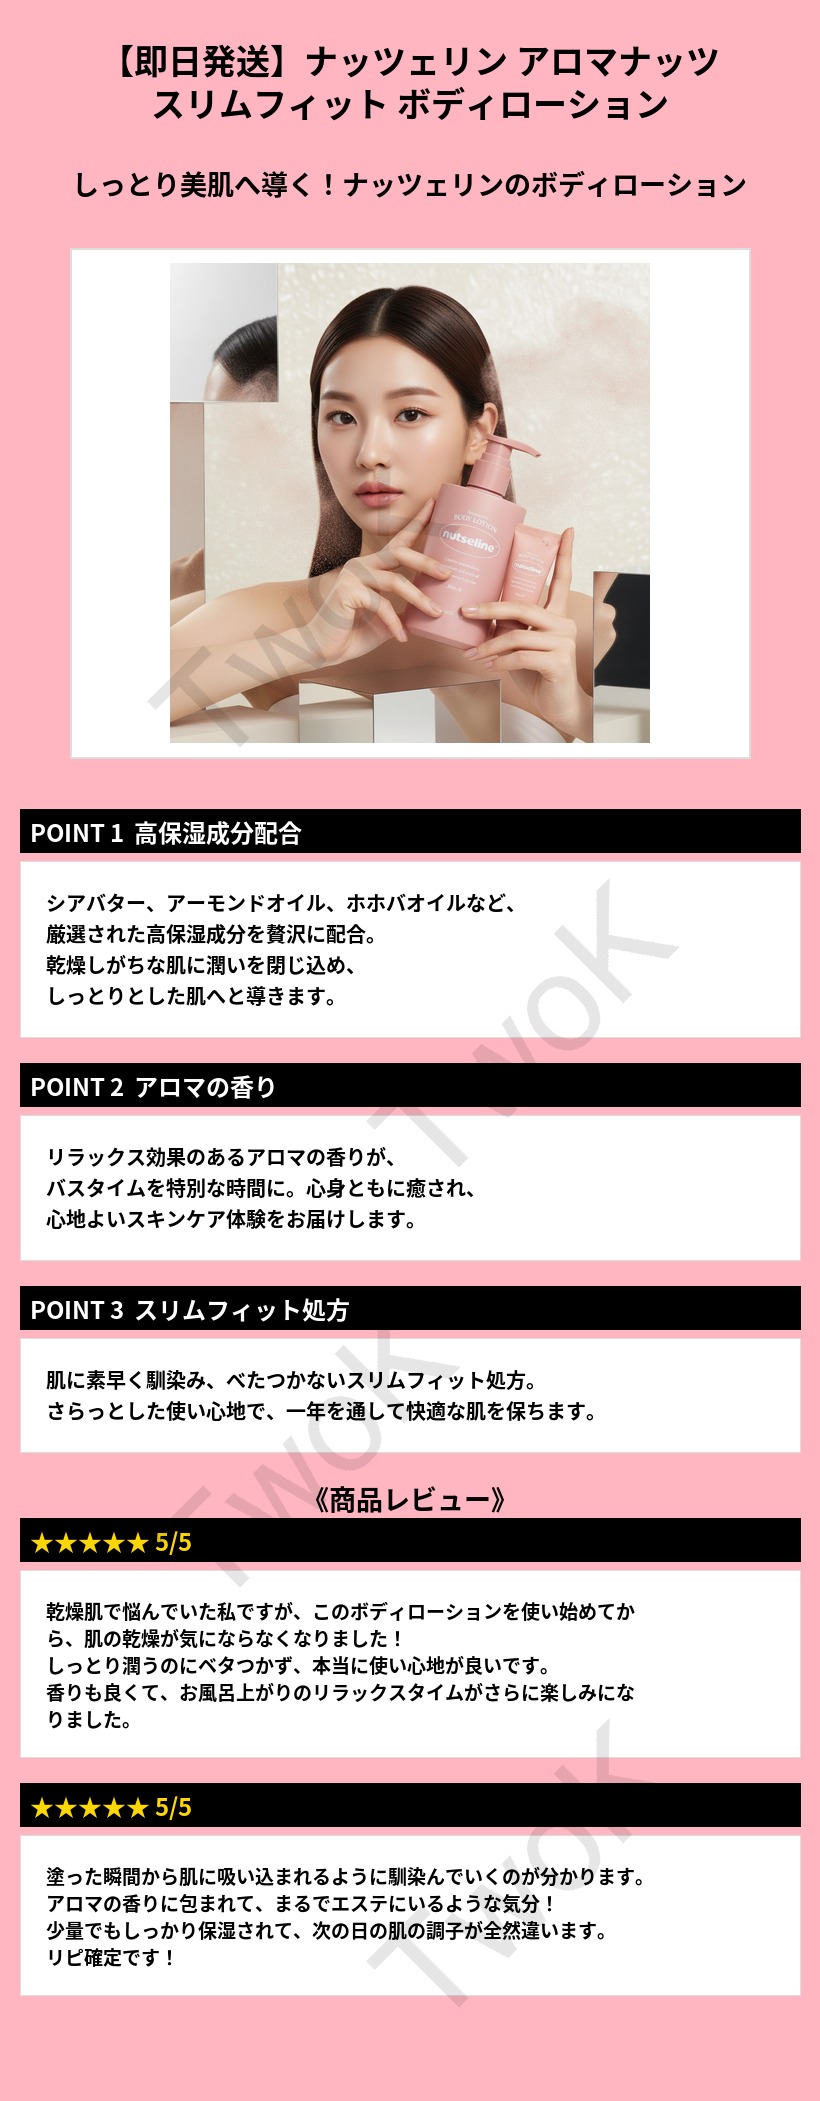 【即日発送】ナッツェリン アロマナッツ
スリムフィット ボディローション
しっとり美肌へ導く！ナッツェリンのボディローション
BODY LOTION
nutseline
nutseline
TwoK
POINT 1 高保湿成分配合
シアバター、アーモンドオイル、ホホバオイルなど、
厳選された高保湿成分を贅沢に配合。
乾燥しがちな肌に潤いを閉じ込め、
しっとりとした肌へと導きます。
TwoK
POINT 2 アロマの香り
リラックス効果のあるアロマの香りが、
バスタイムを特別な時間に。心身ともに癒され、
心地よいスキンケア体験をお届けします。
POINT 3 スリムフィット処方
肌に素早く馴染み、べたつかないスリムフィット処方。
さらっとした使い心地で、一年を通して快適な肌を保ちます。
TwoK
《商品レビュー》
★★★★★ 5/5
乾燥肌で悩んでいた私ですが、このボディローションを使い始めてか
ら、肌の乾燥が気にならなくなりました！
しっとり潤うのにベタつかず、本当に使い心地が良いです。
香りも良くて、お風呂上がりのリラックスタイムがさらに楽しみにな
りました。
★★★★★ 5/5
塗った瞬間から肌に吸い込まれるように馴染んでいくのが分かります。
アロマの香りに包まれて、まるでエステにいるような気分！
少量でもしっかり保湿されて、次の日の肌の調子が全然違います。
リピ確定です！
TwoK